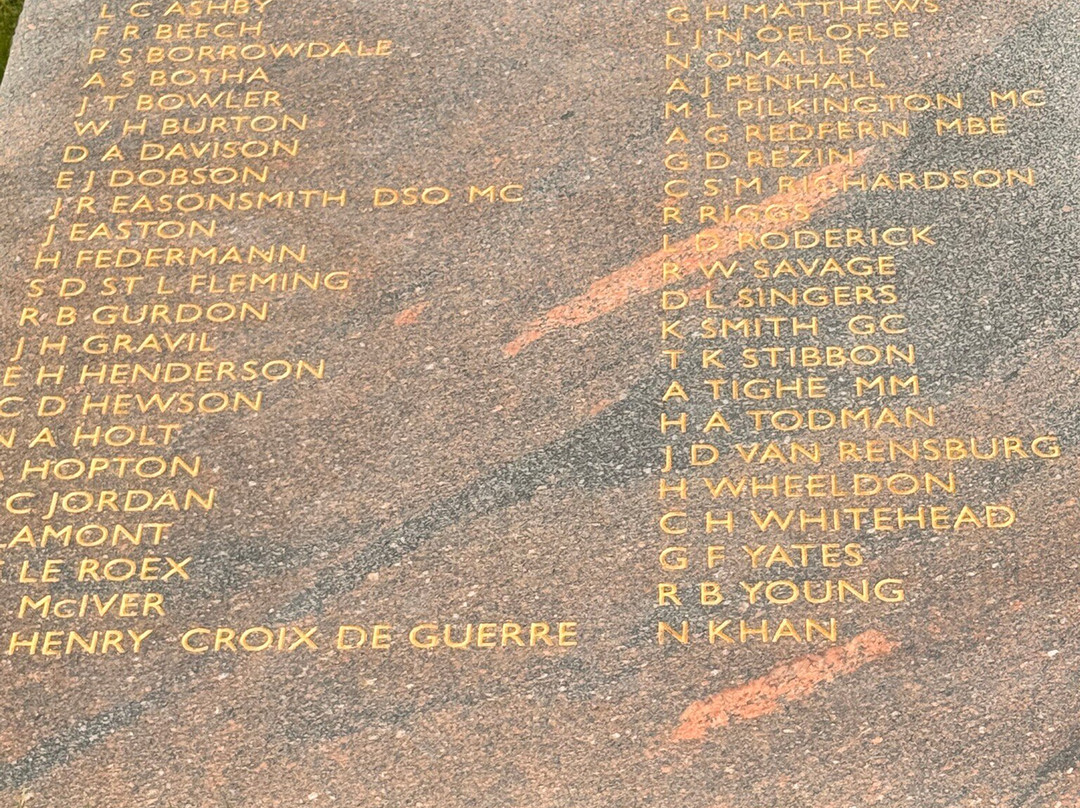 L C ASHBY
F R BEECH
P S BORROWDALE
A S BOTHA
J T BOWLER
W H BURTON
D A DAVISON
E J DOBSON
J R EASONSMITH DSO MC
J EASTON
H FEDERMANN
S D ST L FLEMING
R B GURDON
J H GRAVIL
E H HENDERSON
C D HEWSON
N A HOLT
HOPTON
C JORDAN
LAMONT
LE ROEX
McIVER
HENRY CROIX DE GUERRE
G H MATTHEWS
L J N OELOFSE
N O'MALLEY
A J PENHALL
M L PILKINGTON MC
A G REDFERN MBE
G D REZIN
C S M RICHARDSON
R RIGGS
L D RODERICK
R W SAVAGE
D L SINGERS
K SMITH GC
T K STIBBON
A TIGHE MM
H A TODMAN
J D VAN RENSBURG
H WHEELDON
C H WHITEHEAD
G F YATES
R B YOUNG
N KHAN